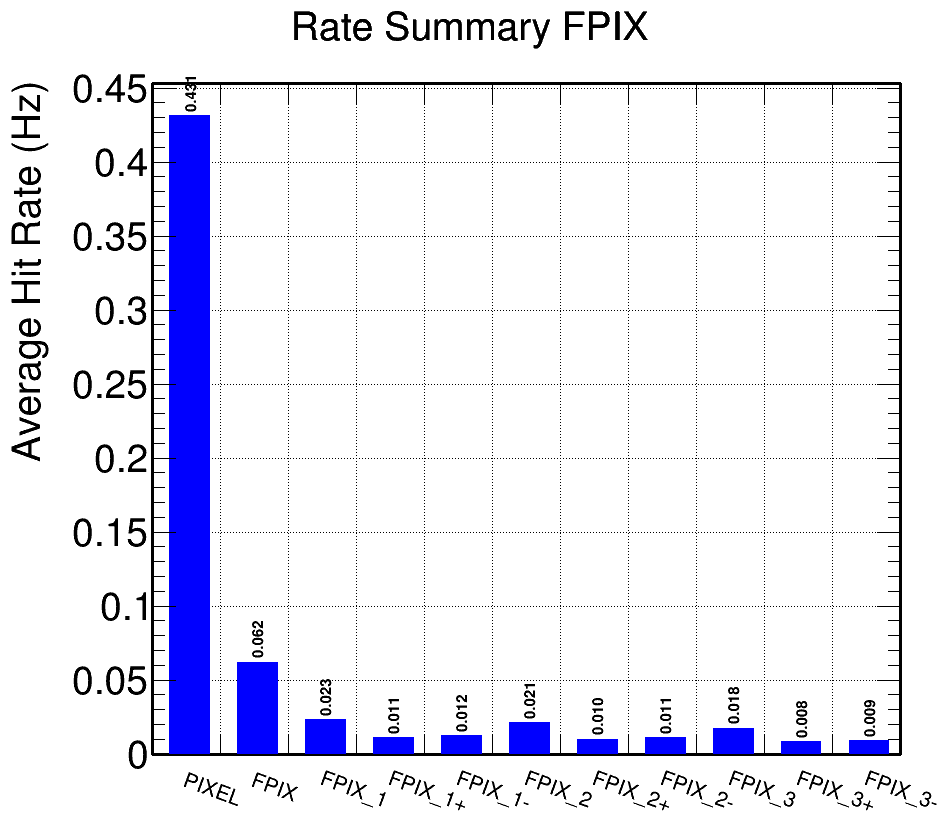 Rate Summary FPIX
Average Hit Rate (Hz)
0.45
0.4
0.35
0.3
0.25
0.2
0.15
0.1
0.05
0
0.431
0.062
0.023
0.011
0.012
0.021
0.010
0.011
0.018
0.008
0.009
PIXEL
FPIX
FPIX_1
FPIX_1+
FPIX_1-
FPIX_2
FPIX_2+
FPIX_2-
FPIX_3
FPIX_3+
FPIX_3-